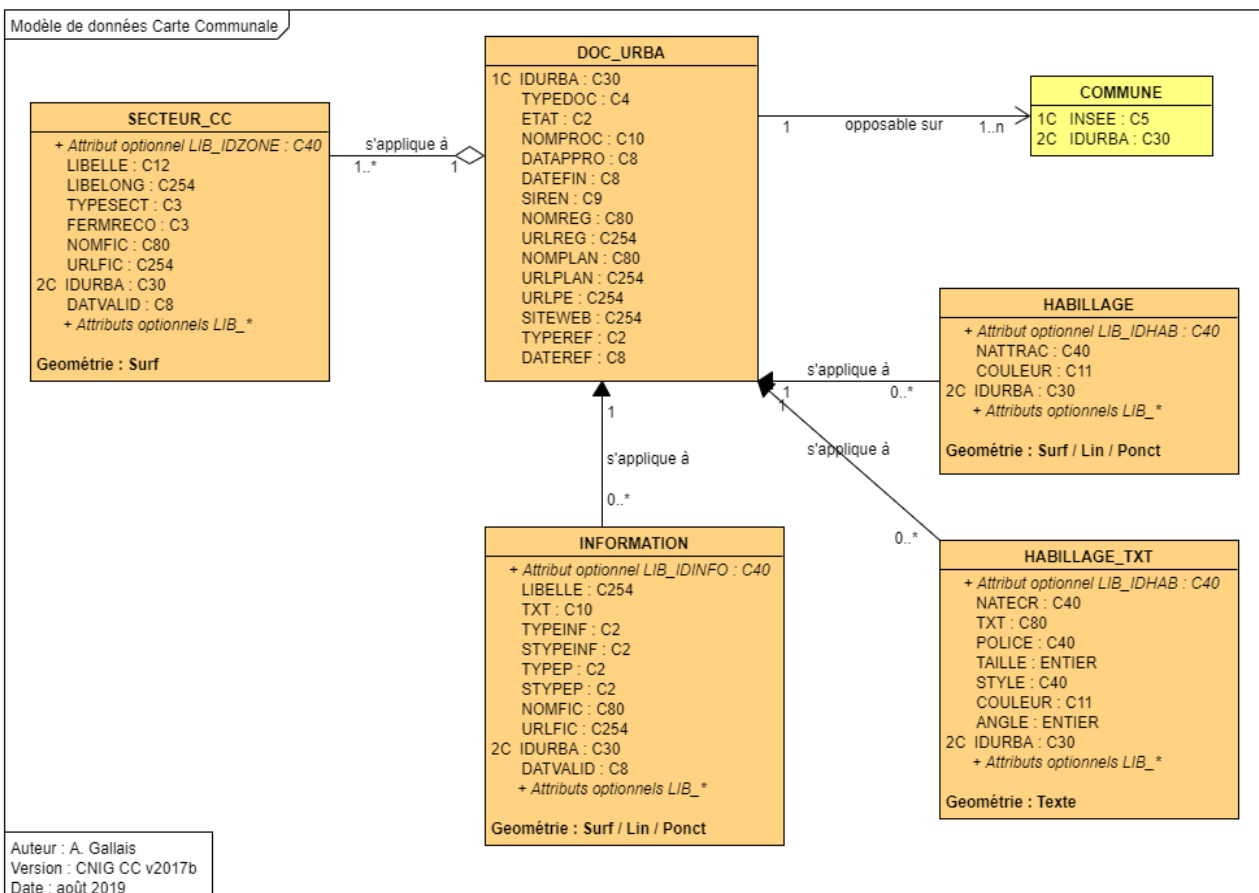 Modèle de données Carte Communale
DOC_URBA
1C IDURBA : C30
TYPEDOC : C4
ETAT : C2
NOMPROC : C10
DATAPPRO : C8
DATEFIN : C8
SIREN : C9
NOMREG : C80
URLREG : C254
NOMPLAN : C80
URLPLAN : C254
URLPE : C254
SITEWEB : C254
TYPEREF : C2
DATEREF : C8
COMMUNE
1C INSEE : C5
2C IDURBA : C30
1
opposable sur
1..n
SECTEUR_CC
+ Attribut optionnel LIB_IDZONE : C40
LIBELLE : C12
LIBELONG : C254
TYPESECT : C3
FERMRECO : C3
NOMFIC : C80
URLFIC : C254
2C IDURBA : C30
DATVALID : C8
+ Attributs optionnels LIB_*
Geométrie : Surf
s'applique à
1..*
1
HABILLAGE
+ Attribut optionnel LIB_IDHAB : C40
NATTRAC : C40
COULEUR : C11
2C IDURBA : C30
+ Attributs optionnels LIB_*
Geométrie : Surf / Lin / Ponct
s'applique à
1
0..*
1
s'applique à
0..*
1
s'applique à
0..*
INFORMATION
+ Attribut optionnel LIB_IDINFO : C40
LIBELLE : C254
TXT : C10
TYPEINF : C2
STYPEINF : C2
TYPEP : C2
STYPEP : C2
NOMFIC : C80
URLFIC : C254
2C IDURBA : C30
DATVALID : C8
+ Attributs optionnels LIB_*
Geométrie : Surf / Lin / Ponct
HABILLAGE_TXT
+ Attribut optionnel LIB_IDHAB : C40
NATECR : C40
TXT : C80
POLICE : C40
TAILLE : ENTIER
STYLE : C40
COULEUR : C11
ANGLE : ENTIER
2C IDURBA : C30
+ Attributs optionnels LIB_*
Geométrie : Texte
Auteur : A. Gallais
Version : CNIG CC v2017b
Date : août 2019